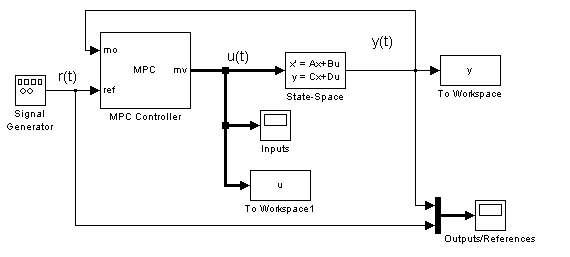 mo
MPC
mv
ref
MPC Controller
r(t)
Signal
Generator
u(t)
x' = Ax+Bu
y = Cx+Du
State-Space
y(t)
y
To Workspace
Inputs
u
To Workspace1
Outputs/References